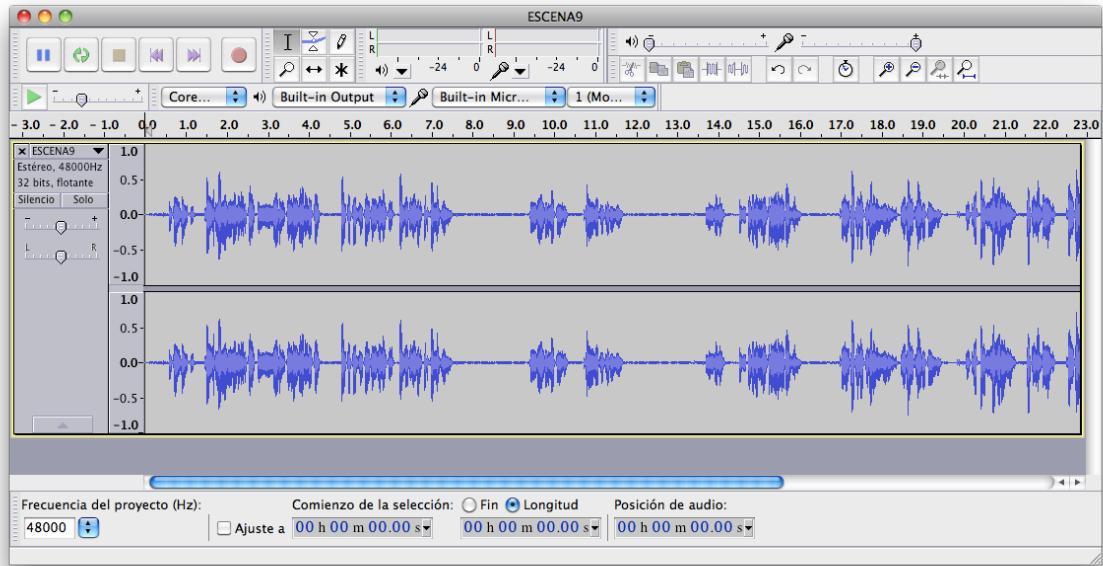 ESCENA9
L
R
-24 0
L
R
-24 0
- +
- +
- + Core... Built-in Output Built-in Micr... 1 (Mo...
- 3.0 - 2.0 - 1.0 0.0 1.0 2.0 3.0 4.0 5.0 6.0 7.0 8.0 9.0 10.0 11.0 12.0 13.0 14.0 15.0 16.0 17.0 18.0 19.0 20.0 21.0 22.0 23.0
× ESCENA9
Estéreo, 48000Hz
32 bits, flotante
Silencio Solo
- +
L R
1.0
0.5-
0.0-
-0.5-
-1.0
1.0
0.5-
0.0-
-0.5-
-1.0
Frecuencia del proyecto (Hz): Comienzo de la selección: Fin Longitud Posición de audio:
48000 Ajuste a 00 h 00 m 00.00 s 00 h 00 m 00.00 s 00 h 00 m 00.00 s